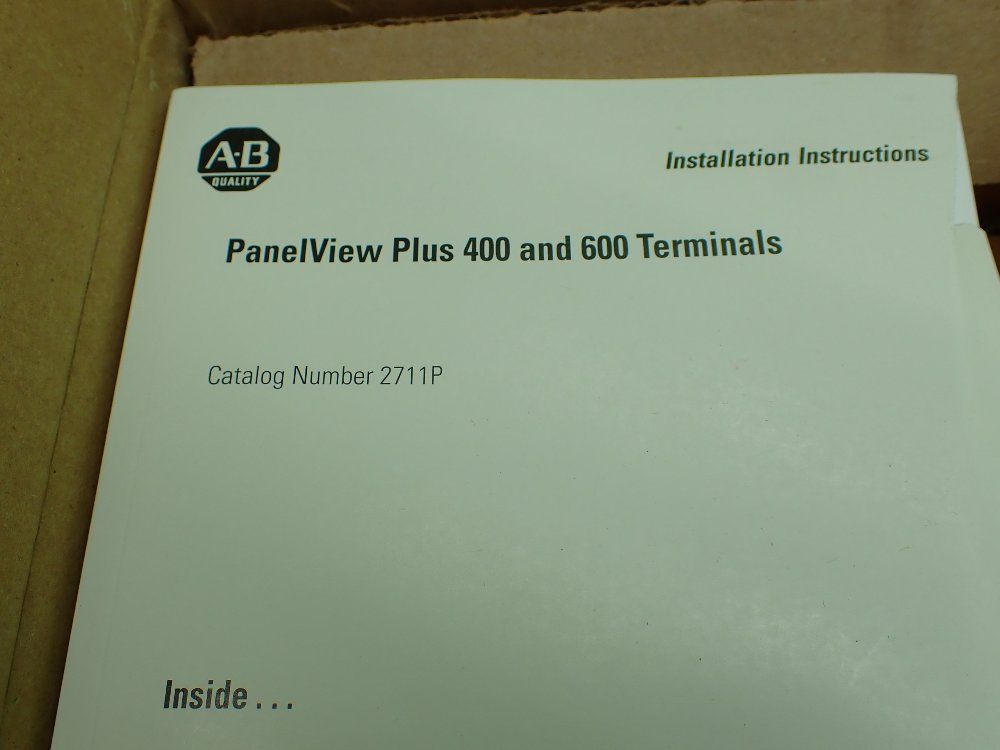 A·B
QUALITY
Installation Instructions
PanelView Plus 400 and 600 Terminals
Catalog Number 2711P
Inside . . .